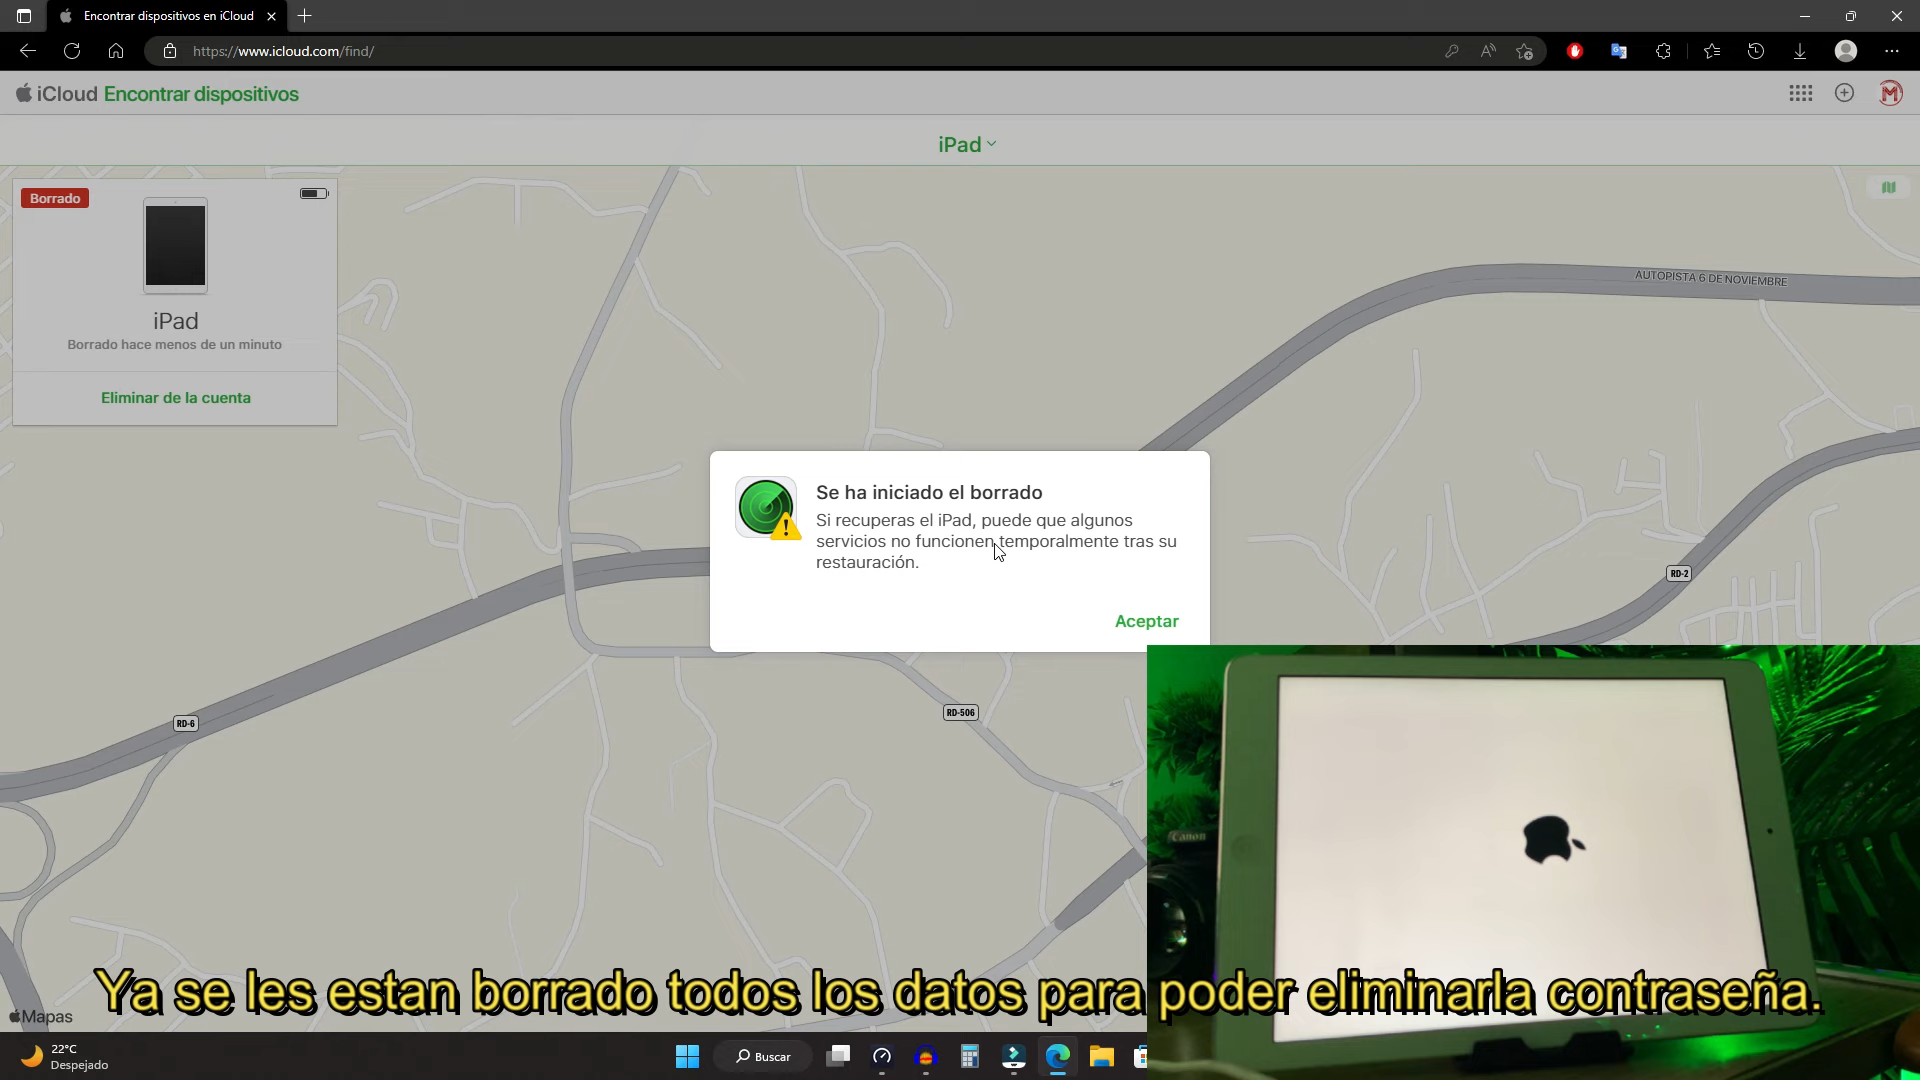 Encontrar dispositivos en iCloud
https://www.icloud.com/find/
iCloud Encontrar dispositivos
iPad
Borrado
iPad
Borrado hace menos de un minuto
Eliminar de la cuenta
AUTOPISTA 6 DE NOVIEMBRE
Se ha iniciado el borrado
Si recuperas el iPad, puede que algunos
servicios no funcionen temporalmente tras su
restauración.
Aceptar
RD-2
RD-6
RD-506
Canon
Ya se les estan borrado todos los datos para poder eliminarla contraseña.
Mapas
22°C
Despejado
Buscar